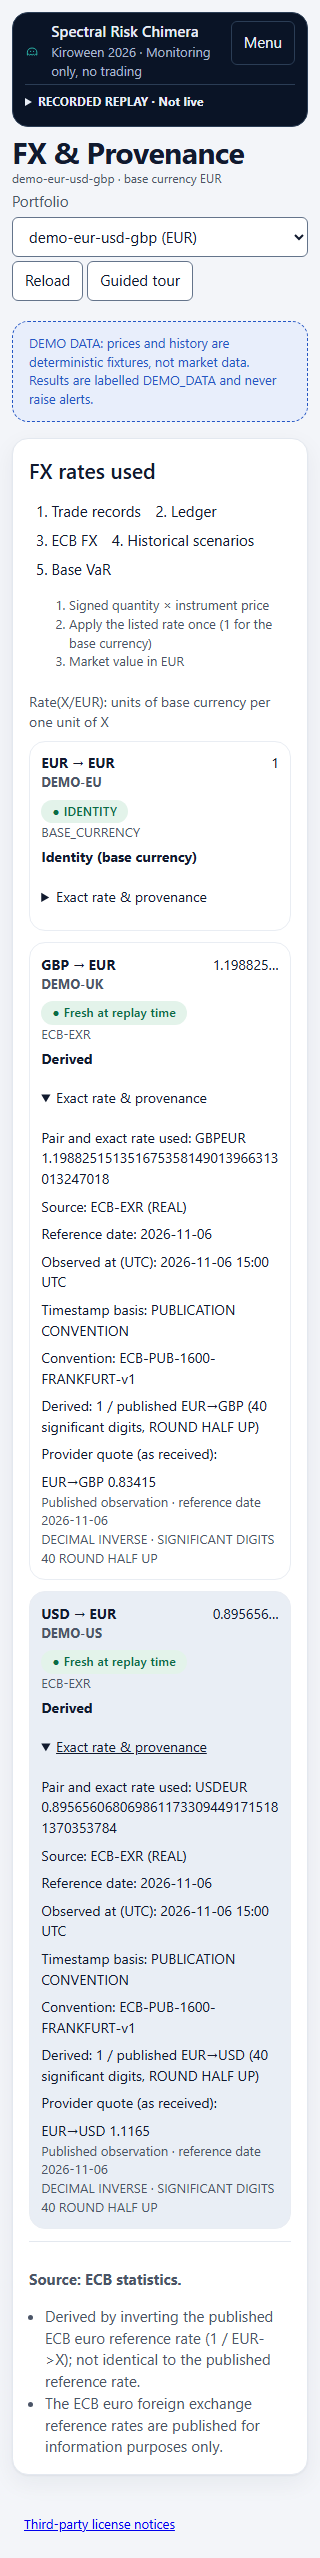 Spectral Risk Chimera
Kiroween 2026 · Monitoring
only, no trading
Menu
▶ RECORDED REPLAY · Not live
FX & Provenance
demo-eur-usd-gbp · base currency EUR
Portfolio
demo-eur-usd-gbp (EUR)
Reload
Guided tour
DEMO DATA: prices and history are
deterministic fixtures, not market data.
Results are labelled DEMO_DATA and never
raise alerts.
FX rates used
1. Trade records 2. Ledger
3. ECB FX 4. Historical scenarios
5. Base VaR
1. Signed quantity × instrument price
2. Apply the listed rate once (1 for the
base currency)
3. Market value in EUR
Rate(X/EUR): units of base currency per
one unit of X
EUR → EUR 1
DEMO-EU
● IDENTITY
BASE_CURRENCY
Identity (base currency)
▶ Exact rate & provenance
GBP → EUR 1.198825...
DEMO-UK
● Fresh at replay time
ECB-EXR
Derived
▼ Exact rate & provenance
Pair and exact rate used: GBPEUR
1.19882515135167535814901396​6313
013247018
Source: ECB-EXR (REAL)
Reference date: 2026-11-06
Observed at (UTC): 2026-11-06 15:00
UTC
Timestamp basis: PUBLICATION
CONVENTION
Convention: ECB-PUB-1600-
FRANKFURT-v1
Derived: 1 / published EUR→GBP (40
significant digits, ROUND HALF UP)
Provider quote (as received):
EUR→GBP 0.83415
Published observation · reference date
2026-11-06
DECIMAL INVERSE · SIGNIFICANT DIGITS
40 ROUND HALF UP
USD → EUR 0.895656...
DEMO-US
● Fresh at replay time
ECB-EXR
Derived
▼ Exact rate & provenance
Pair and exact rate used: USDEUR
0.895656068069861173309449171518
1370353784
Source: ECB-EXR (REAL)
Reference date: 2026-11-06
Observed at (UTC): 2026-11-06 15:00
UTC
Timestamp basis: PUBLICATION
CONVENTION
Convention: ECB-PUB-1600-
FRANKFURT-v1
Derived: 1 / published EUR→USD (40
significant digits, ROUND HALF UP)
Provider quote (as received):
EUR→USD 1.1165
Published observation · reference date
2026-11-06
DECIMAL INVERSE · SIGNIFICANT DIGITS
40 ROUND HALF UP
Source: ECB statistics.
• Derived by inverting the published
ECB euro reference rate (1 / EUR-
>X); not identical to the published
reference rate.
• The ECB euro foreign exchange
reference rates are published for
information purposes only.
Third-party license notices